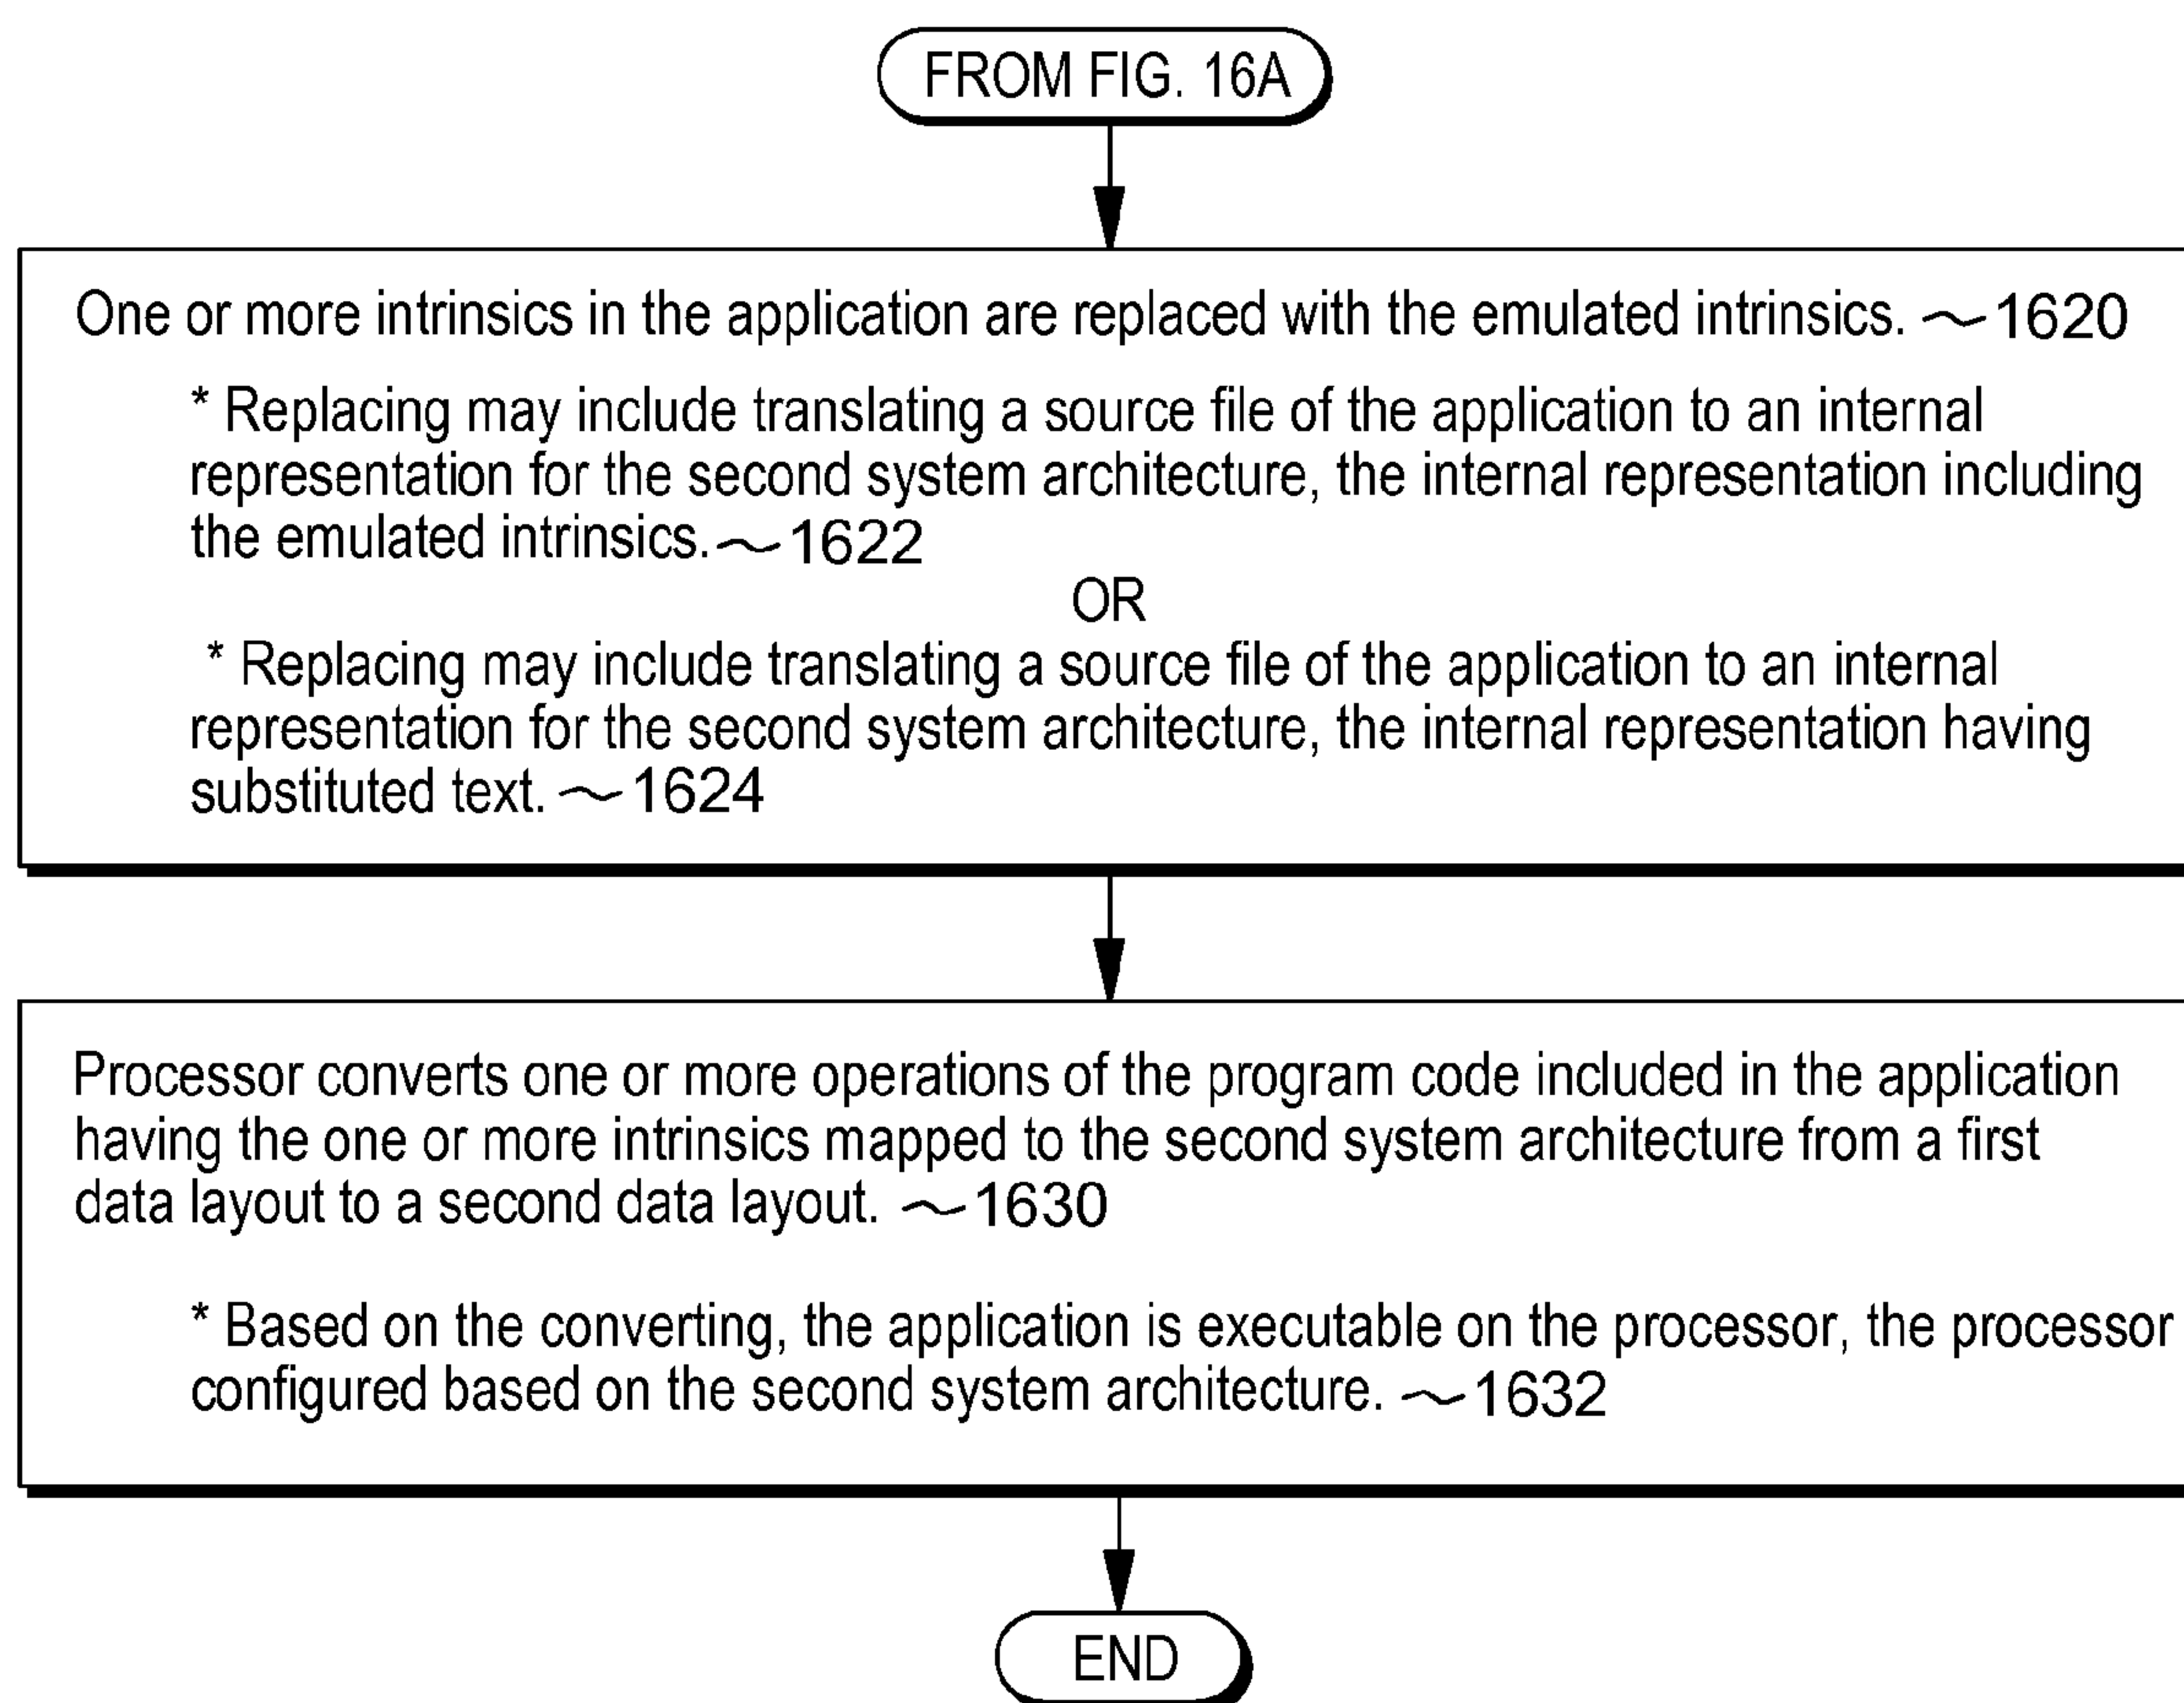 FROM FIG. 16A
One or more intrinsics in the application are replaced with the emulated intrinsics. ~1620
* Replacing may include translating a source file of the application to an internal
representation for the second system architecture, the internal representation including
the emulated intrinsics. ~1622
OR
* Replacing may include translating a source file of the application to an internal
representation for the second system architecture, the internal representation having
substituted text. ~1624
Processor converts one or more operations of the program code included in the application
having the one or more intrinsics mapped to the second system architecture from a first
data layout to a second data layout. ~1630
* Based on the converting, the application is executable on the processor, the processor
configured based on the second system architecture. ~1632
END